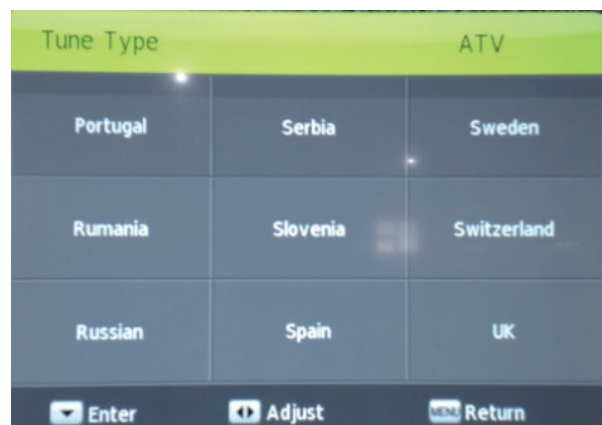 Tune Type ATV
Portugal Serbia Sweden
Rumania Slovenia Switzerland
Russian Spain UK
Enter Adjust MENU Return